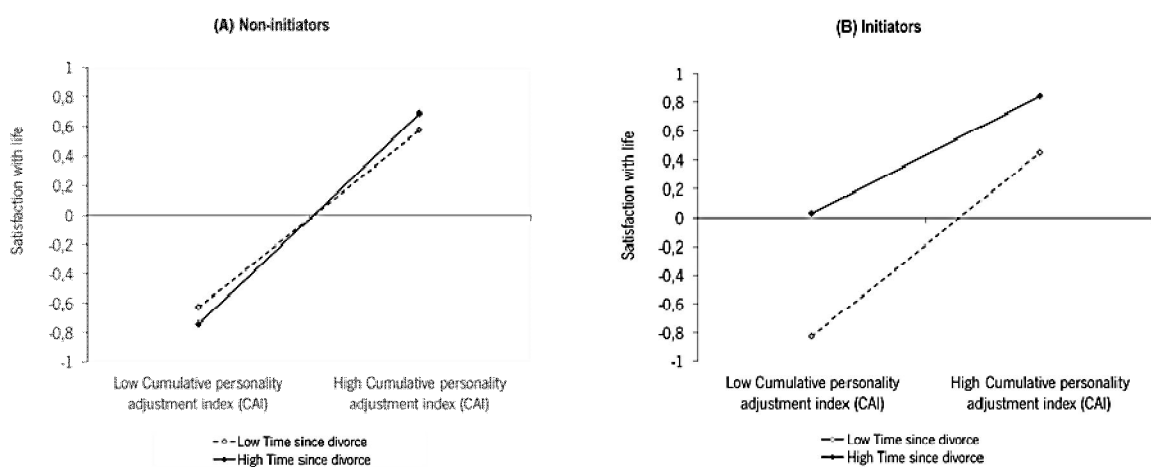 (A) Non-initiators
Satisfaction with life
1
0,8
0,6
0,4
0,2
0
-0,2
-0,4
-0,6
-0,8
-1
Low Cumulative personality
adjustment index (CAI)
High Cumulative personality
adjustment index (CAI)
Low Time since divorce
High Time since divorce
(B) Initiators
Satisfaction with life
1
0,8
0,6
0,4
0,2
0
-0,2
-0,4
-0,6
-0,8
-1
Low Cumulative personality
adjustment index (CAI)
High Cumulative personality
adjustment index (CAI)
Low Time since divorce
High Time since divorce